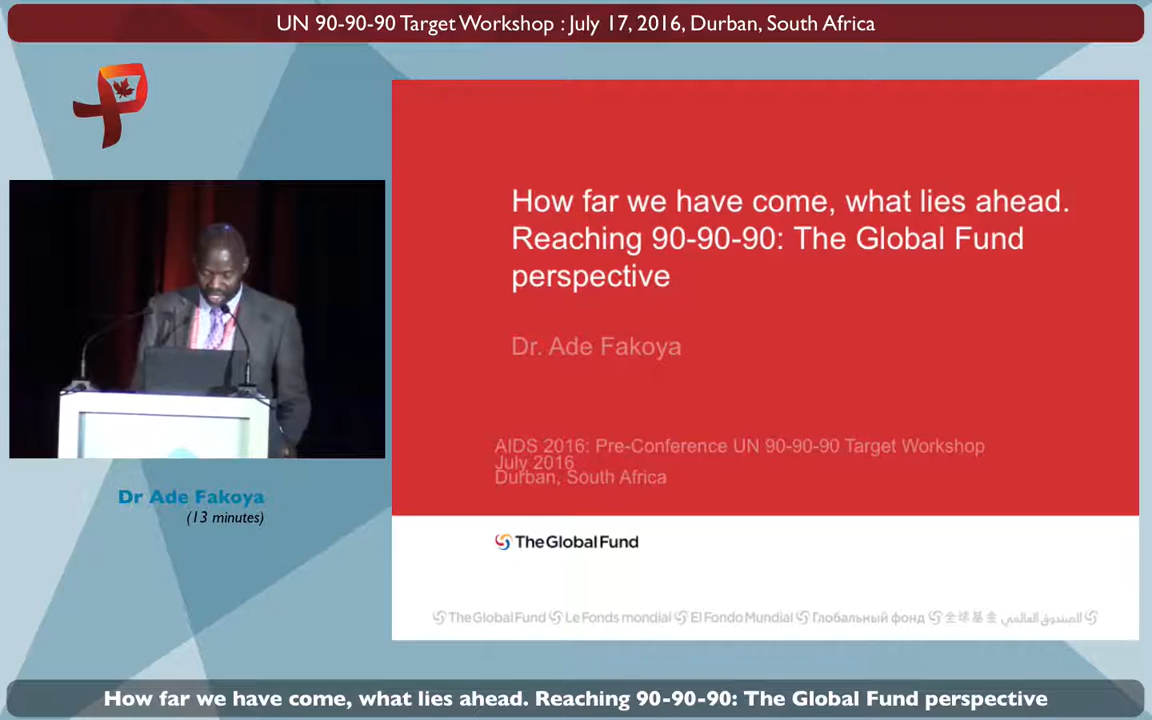 UN 90-90-90 Target Workshop : July 17, 2016, Durban, South Africa
How far we have come, what lies ahead.
Reaching 90-90-90: The Global Fund
perspective
Dr. Ade Fakoya
AIDS 2016: Pre-Conference UN 90-90-90 Target Workshop
July 2016
Durban, South Africa
Dr Ade Fakoya
(13 minutes)
The Global Fund
The Global Fund Le Fonds mondial El Fondo Mundial Глобальный фонд 全球基金 الصندوق العالمي
How far we have come, what lies ahead. Reaching 90-90-90: The Global Fund perspective